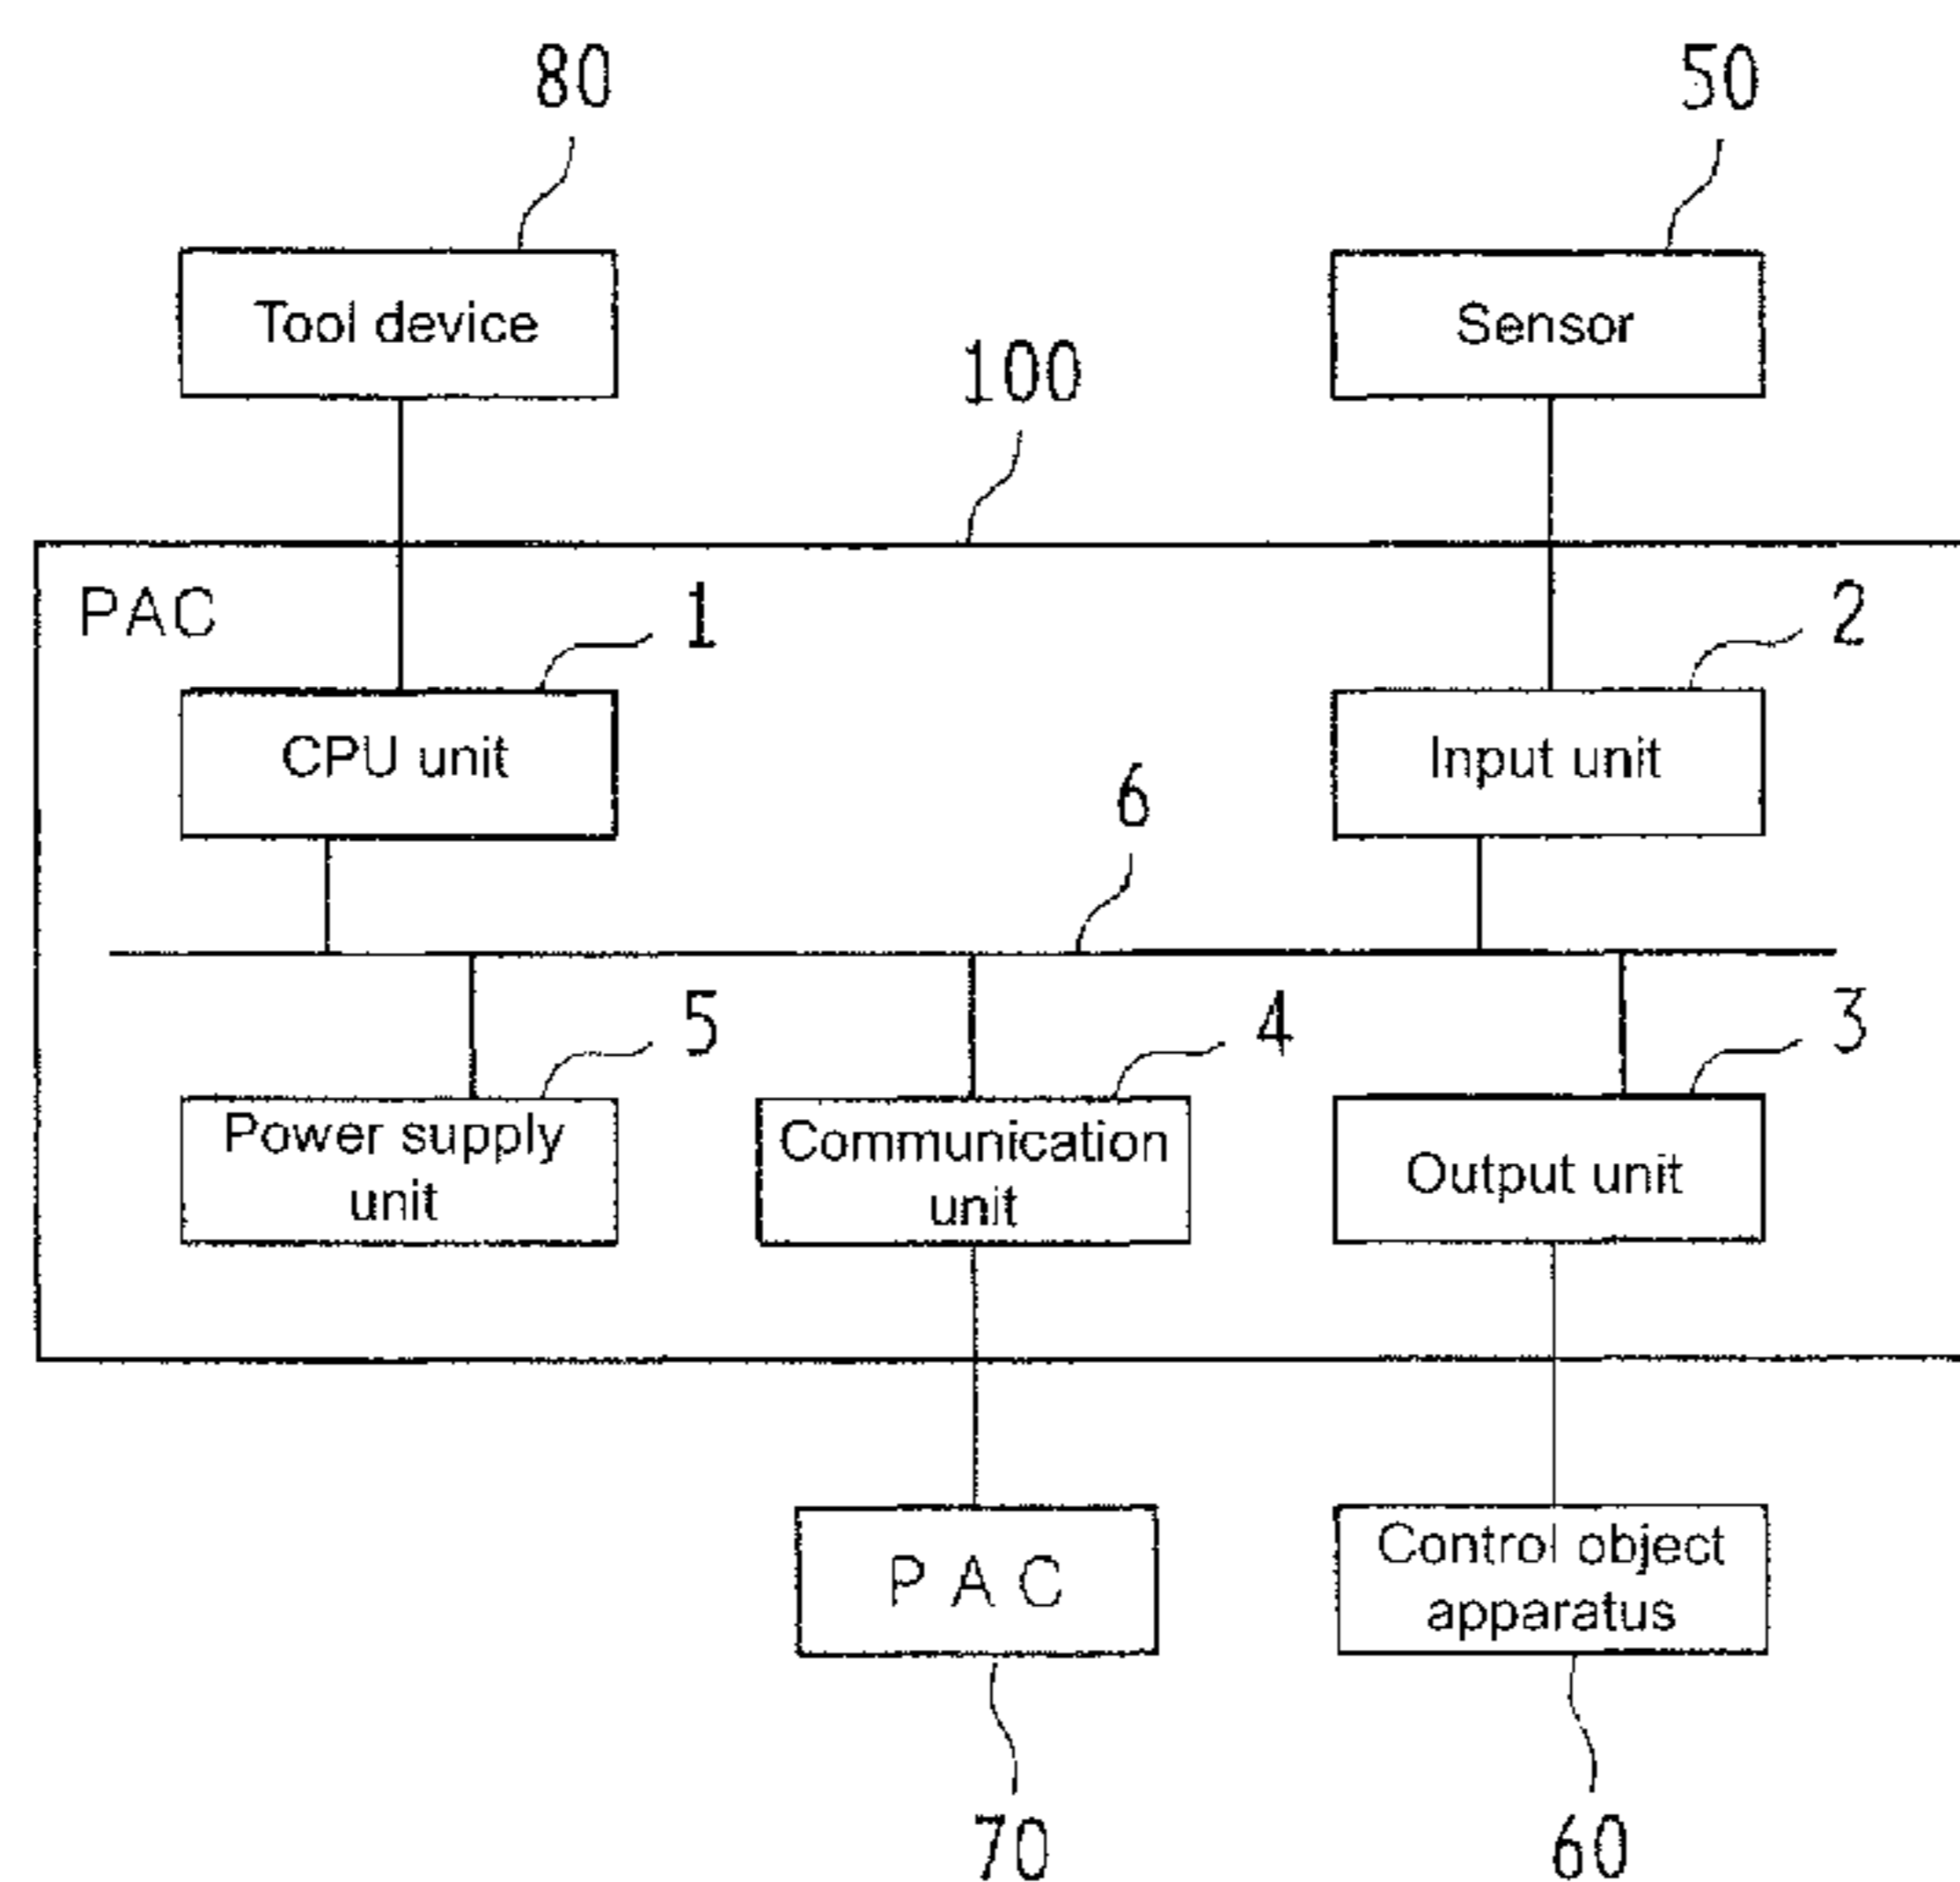 80
50
Tool device
Sensor
100
PAC
1
2
CPU unit
Input unit
6
5
4
3
Power supply
unit
Communication
unit
Output unit
PAC
Control object
apparatus
70
60